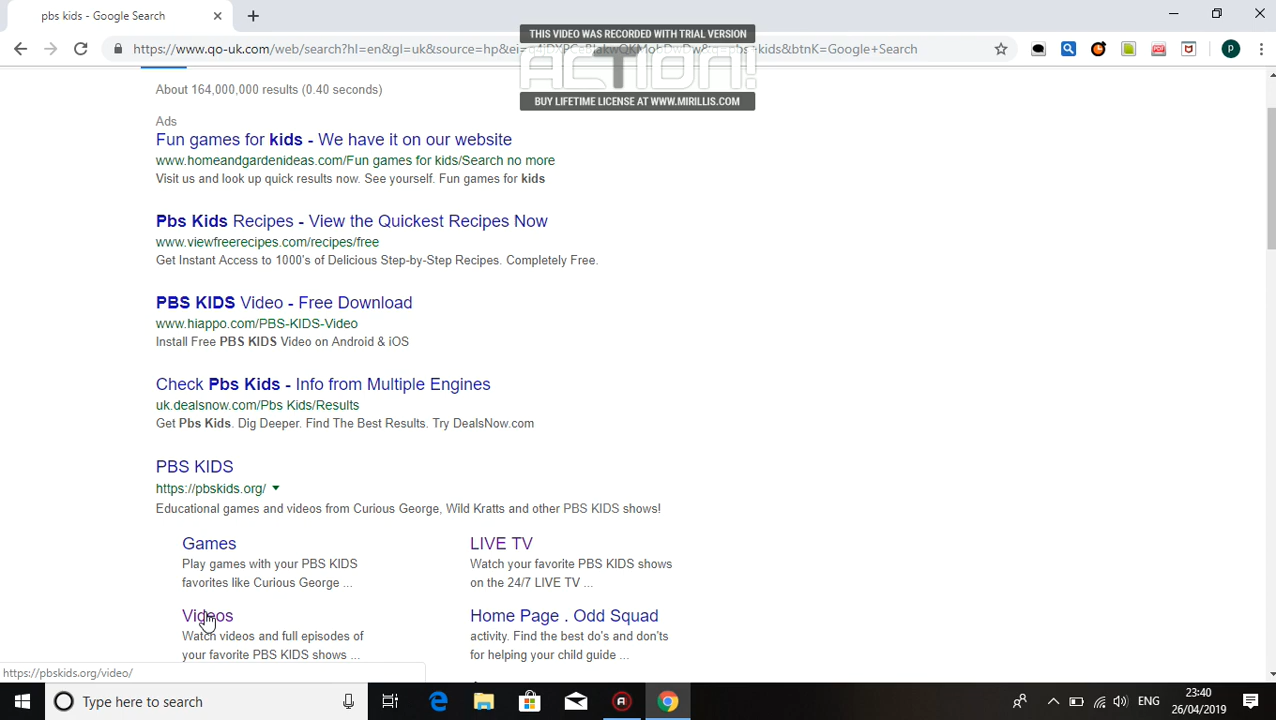 pbs kids - Google Search
THIS VIDEO WAS RECORDED WITH TRIAL VERSION
ACTION!
BUY LIFETIME LICENSE AT WWW.MIRILLIS.COM
https://www.qo-uk.com/web/search?hl=en&gl=uk&source=hp&ei= kids&btnK=Google+Search
P
About 164,000,000 results (0.40 seconds)
Ads
Fun games for kids - We have it on our website
www.homeandgardenideas.com/Fun games for kids/Search no more
Visit us and look up quick results now. See yourself. Fun games for kids
Pbs Kids Recipes - View the Quickest Recipes Now
www.viewfreerecipes.com/recipes/free
Get Instant Access to 1000's of Delicious Step-by-Step Recipes. Completely Free.
PBS KIDS Video - Free Download
www.hiappo.com/PBS-KIDS-Video
Install Free PBS KIDS Video on Android & iOS
Check Pbs Kids - Info from Multiple Engines
uk.dealsnow.com/Pbs Kids/Results
Get Pbs Kids. Dig Deeper. Find The Best Results. Try DealsNow.com
PBS KIDS
https://pbskids.org/
Educational games and videos from Curious George, Wild Kratts and other PBS KIDS shows!
Games
Play games with your PBS KIDS
favorites like Curious George ...
LIVE TV
Watch your favorite PBS KIDS shows
on the 24/7 LIVE TV ...
Videos
Watch videos and full episodes of
your favorite PBS KIDS shows ...
Home Page . Odd Squad
activity. Find the best do's and don'ts
for helping your child guide ...
https://pbskids.org/video/
Type here to search
ENG
23:40
26/04/2019